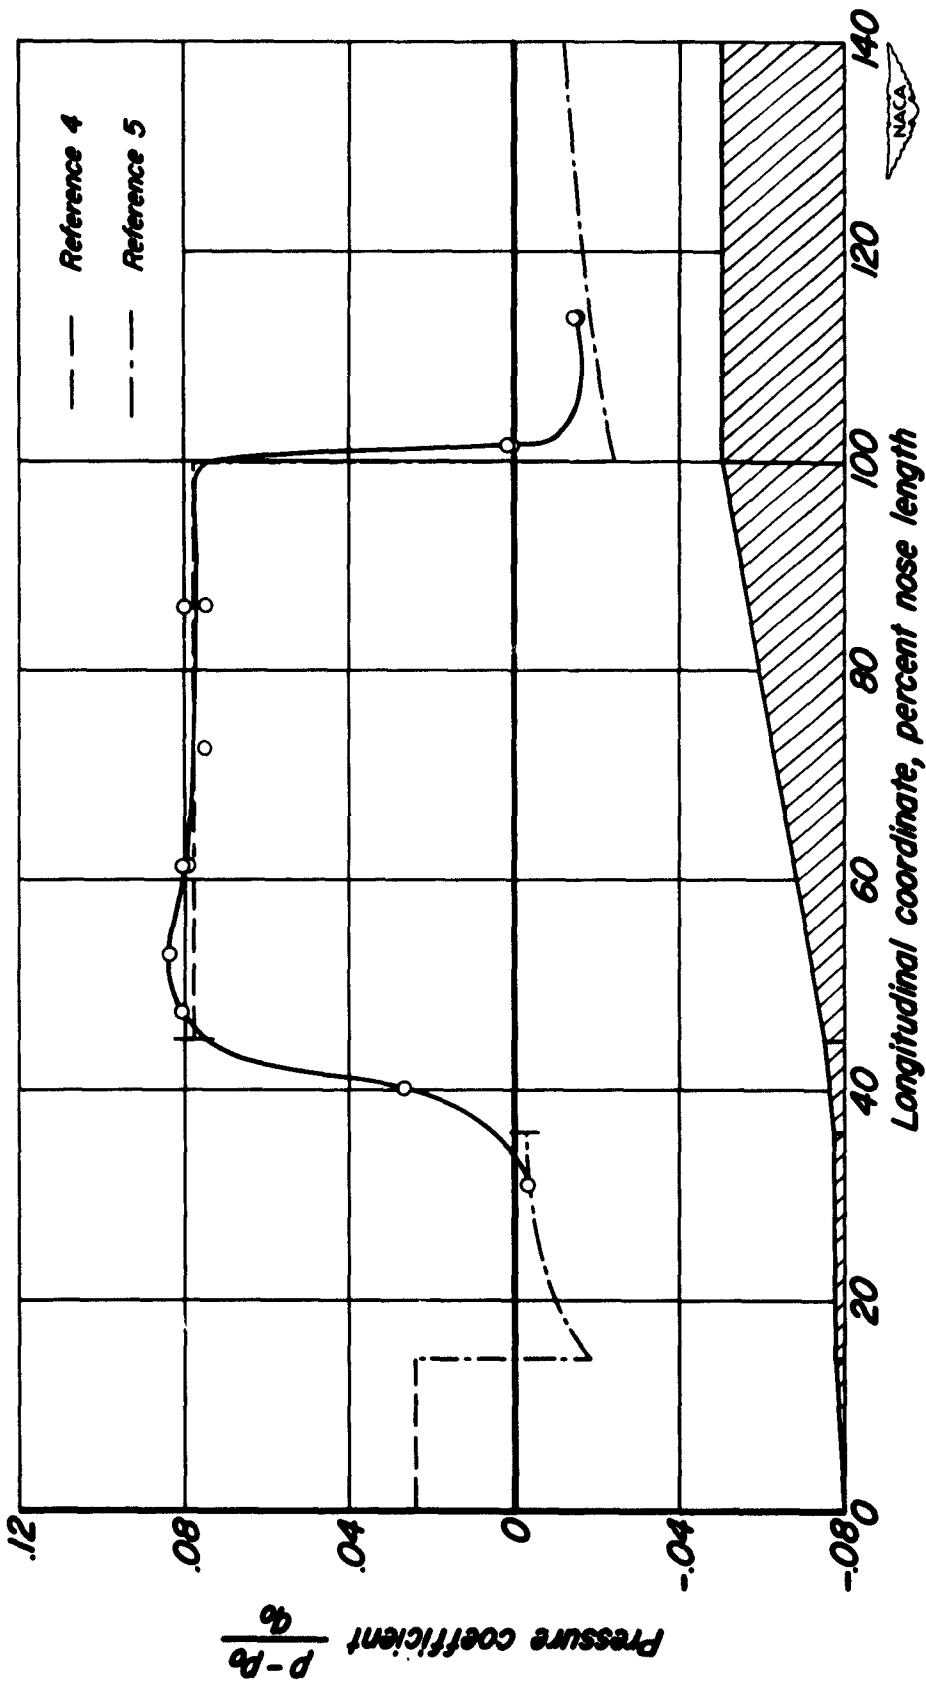 .12
.08
.04
0
-.04
-.08
Pressure coefficient p - p₀ / q₀
Reference 4
Reference 5
0 20 40 60 80 100 120 140
Longitudinal coordinate, percent nose length
NACA